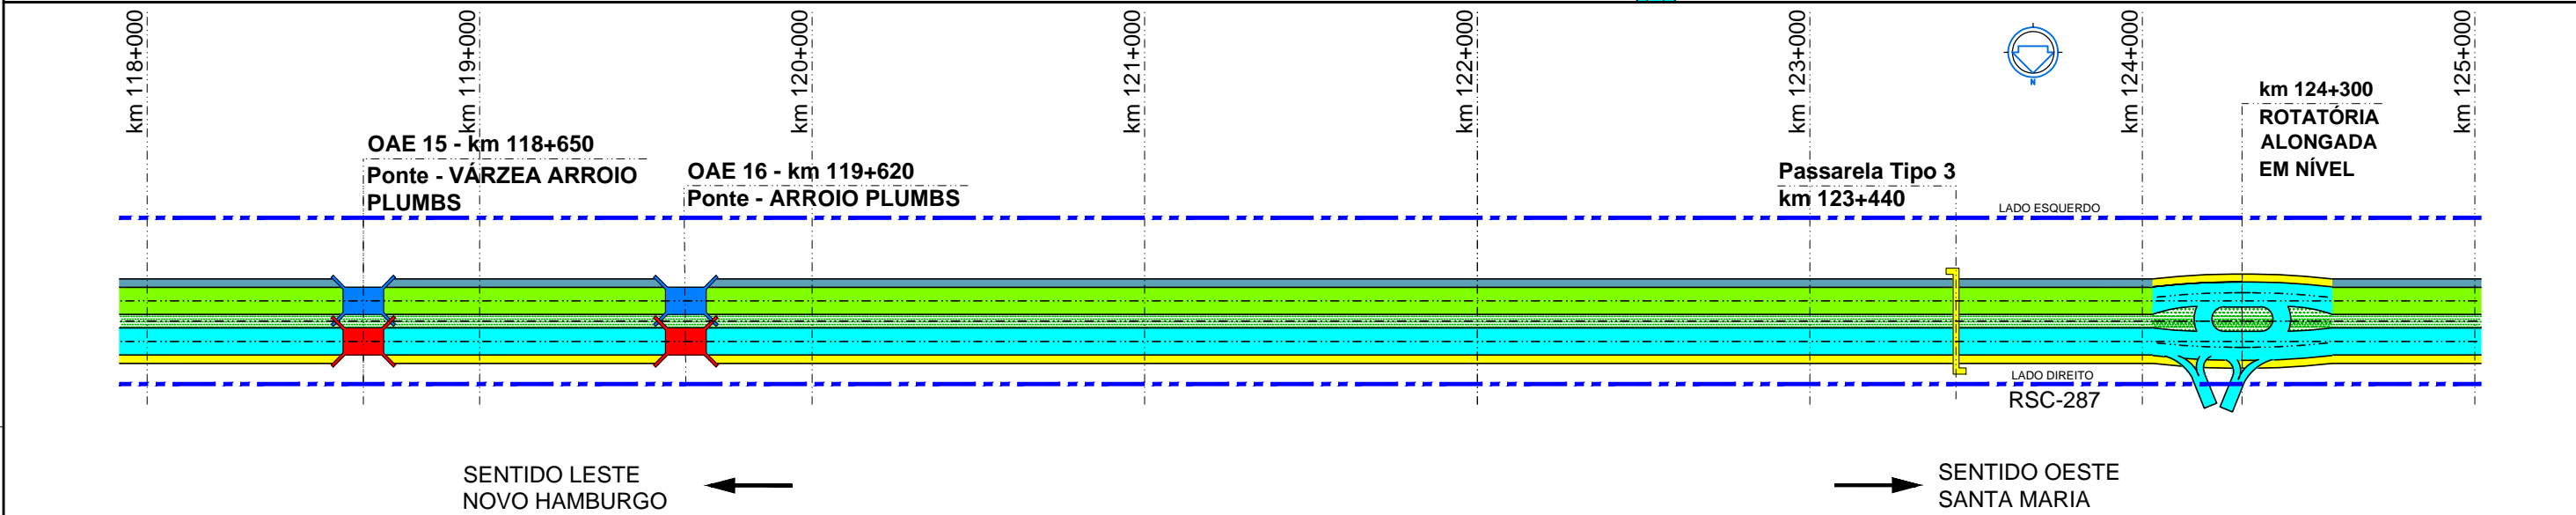 km 118+000
km 119+000
km 120+000
km 121+000
km 122+000
km 123+000
km 124+000
km 125+000
N
km 124+300
ROTATÓRIA
ALONGADA
EM NÍVEL
OAE 15 - km 118+650
Ponte - VÁRZEA ARROIO
PLUMBS
OAE 16 - km 119+620
Ponte - ARROIO PLUMBS
Passarela Tipo 3
km 123+440
LADO ESQUERDO
LADO DIREITO
RSC-287
SENTIDO LESTE
NOVO HAMBURGO
SENTIDO OESTE
SANTA MARIA